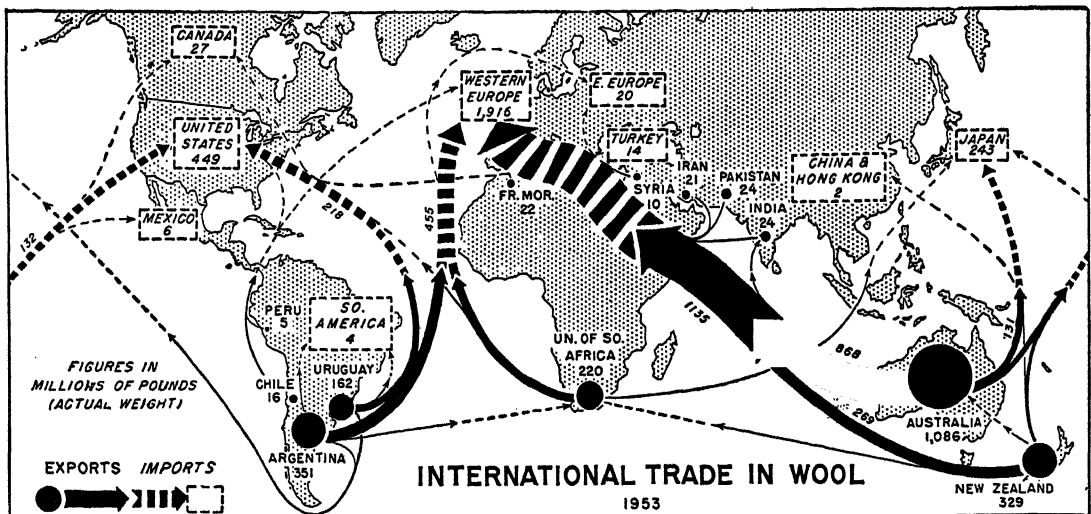 CANADA
27
WESTERN
EUROPE
1,916
E. EUROPE
20
UNITED
STATES
449
TURKEY
14
JAPAN
243
IRAN
21
CHINA &
HONG KONG
2
PAKISTAN
24
SYRIA
10
FR. MOR.
22
INDIA
24
MEXICO
6
132
218
455
1135
131
PERU
5
SO.
AMERICA
4
UN. OF SO.
AFRICA
220
868
FIGURES IN
MILLIONS OF POUNDS
(ACTUAL WEIGHT)
CHILE
16
URUGUAY
162
269
AUSTRALIA
1,086
ARGENTINA
351
EXPORTS IMPORTS
INTERNATIONAL TRADE IN WOOL
1953
NEW ZEALAND
329